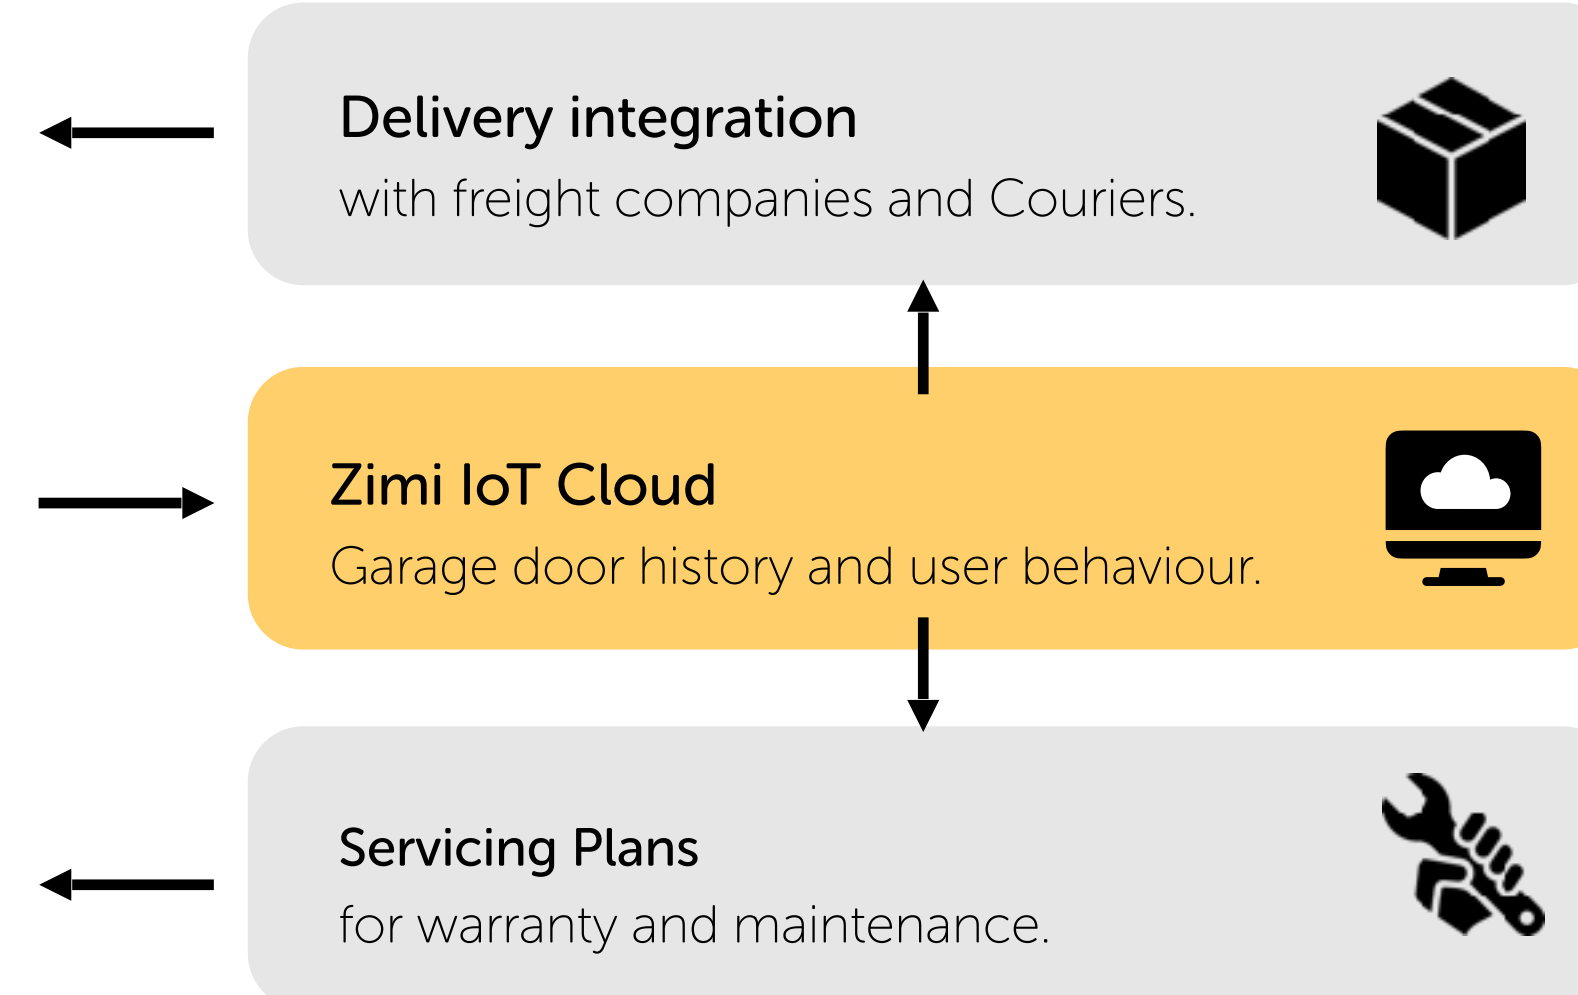 Delivery integration
with freight companies and Couriers.
Zimi IoT Cloud
Garage door history and user behaviour.
Servicing Plans
for warranty and maintenance.